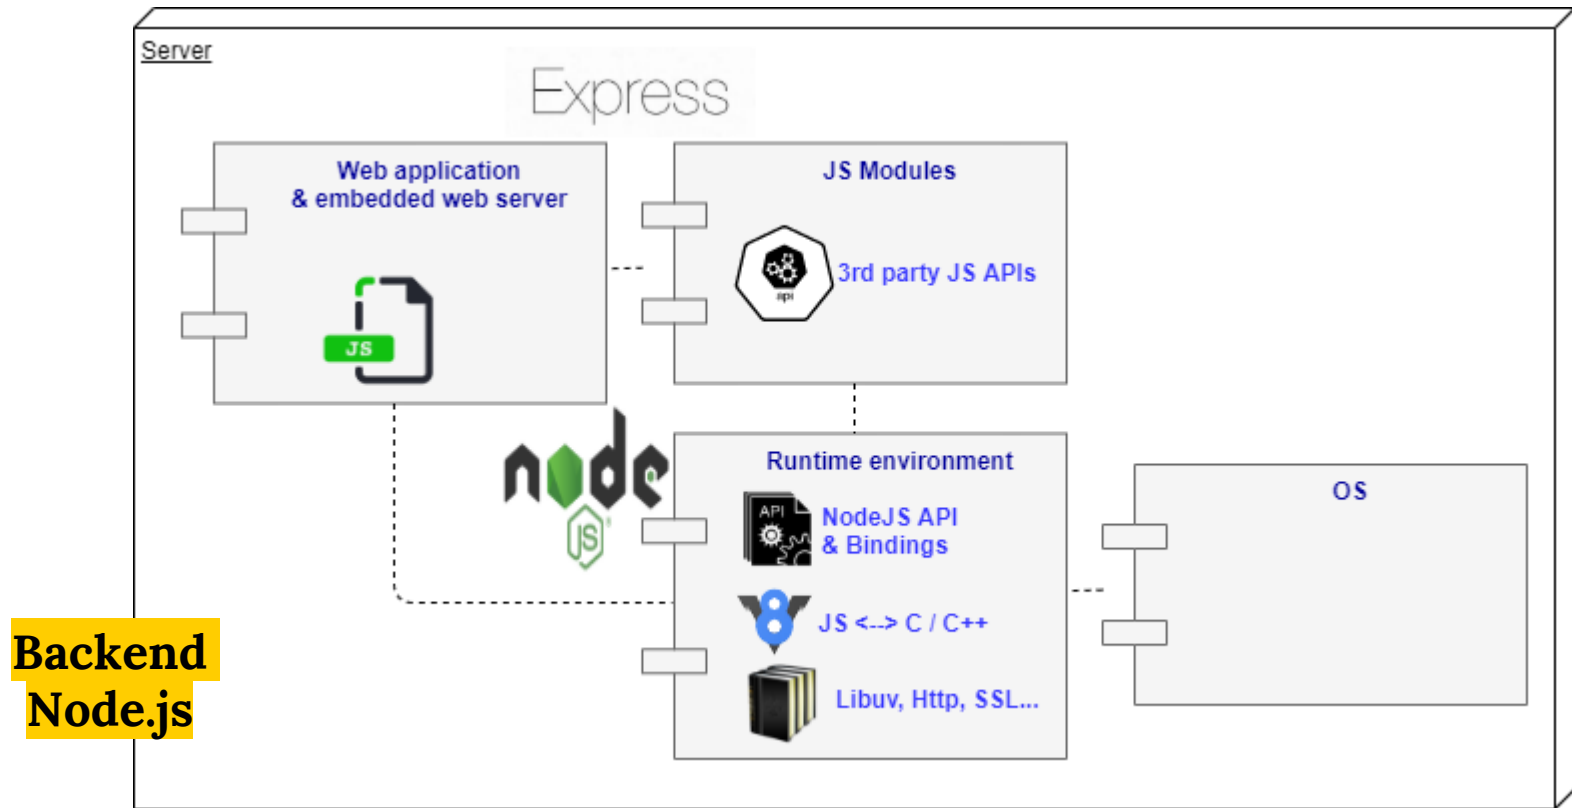 Server
Express
Web application
& embedded web server
JS
JS Modules
api
3rd party JS APIs
node
JS
Runtime environment
API
NodeJS API
& Bindings
8
JS <--> C / C++
Libuv, Http, SSL...
OS
Backend
Node.js